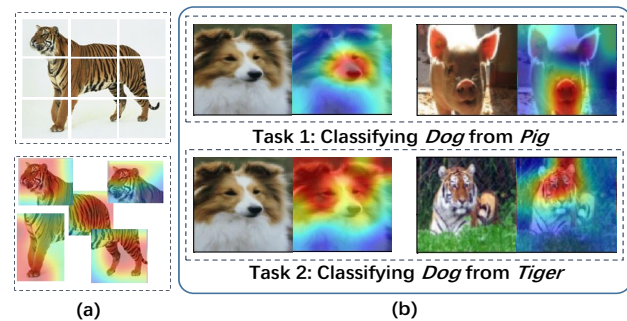 Task 1: Classifying Dog from Pig
Task 2: Classifying Dog from Tiger
(a)
(b)